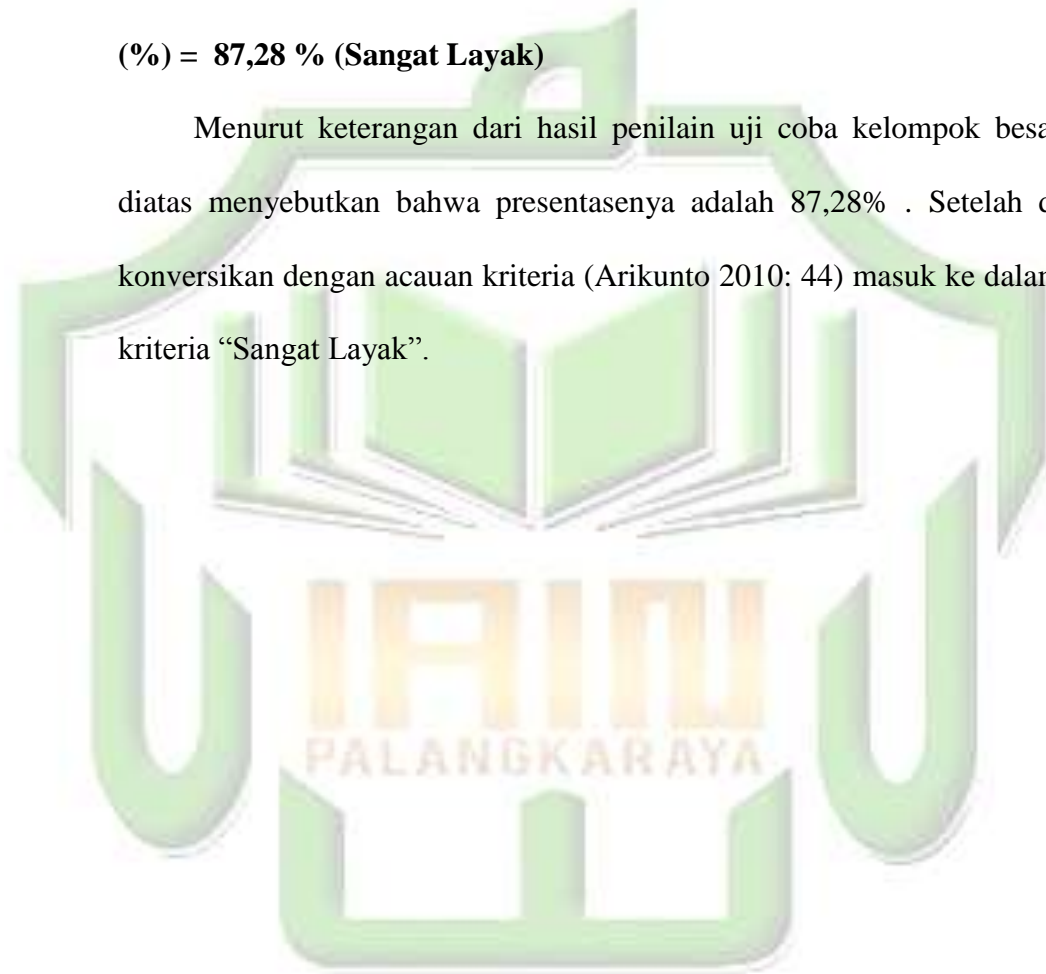 (%) = 87,28 % (Sangat Layak)
Menurut keterangan dari hasil penilain uji coba kelompok besa
diatas menyebutkan bahwa presentasenya adalah 87,28% . Setelah d
konversikan dengan acauan kriteria (Arikunto 2010: 44) masuk ke dalam
kriteria “Sangat Layak”.
IAIN
PALANGKARAYA